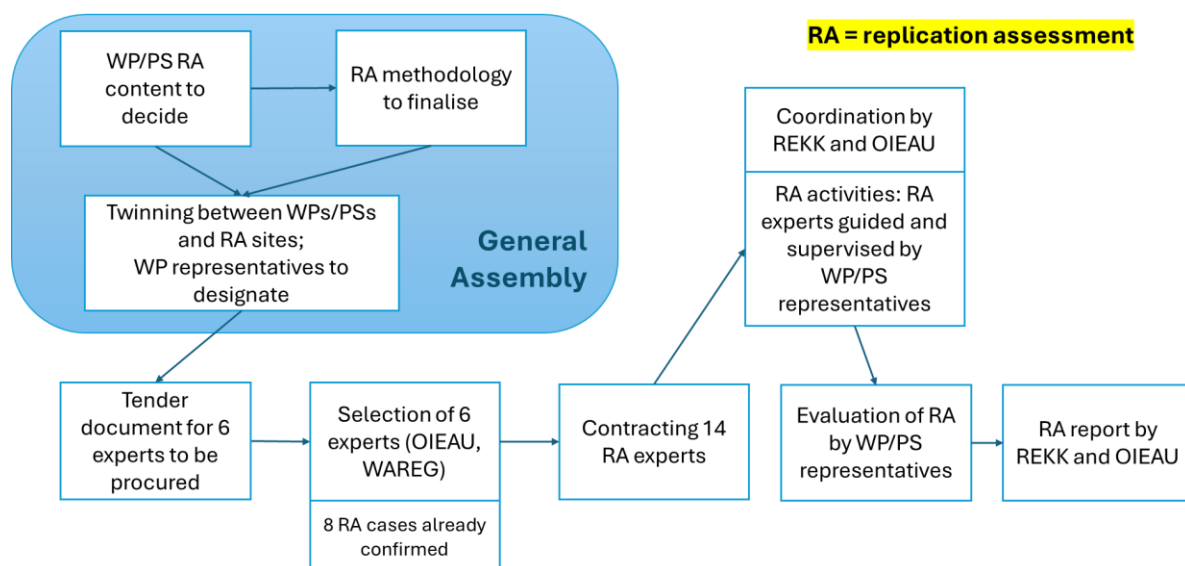 RA = replication assessment
WP/PS RA
content to
decide
RA methodology
to finalise
Twinning between WPs/PSs
and RA sites;
WP representatives to
designate
General
Assembly
Tender
document for 6
experts to be
procured
Selection of 6
experts (OIEAU,
WAREG)
8 RA cases already
confirmed
Contracting 14
RA experts
Coordination by
REKK and OIEAU
RA activities: RA
experts guided and
supervised by
WP/PS
representatives
Evaluation of RA
by WP/PS
representatives
RA report by
REKK and OIEAU